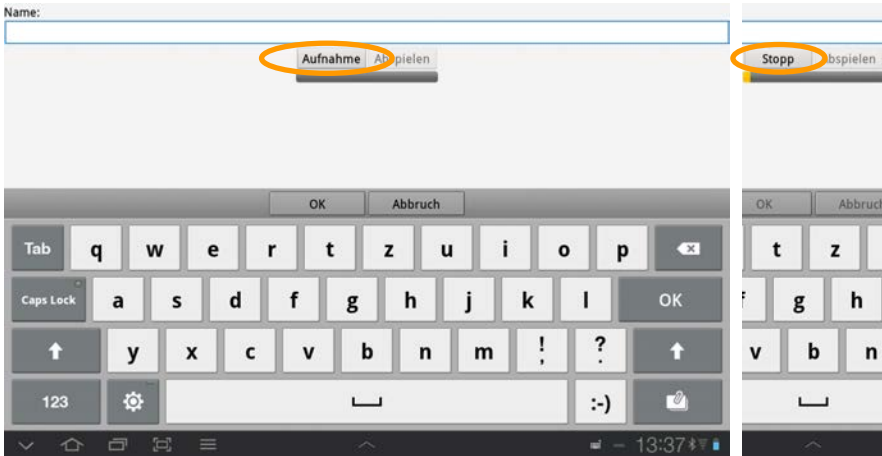 Name:
Aufnahme Abspielen
OK Abbruch
Tab q w e r t z u i o p
Caps Lock a s d f g h j k l OK
y x c v b n m ! , ? .
123 :-)
13:37
Stopp bspielen
OK Abbruch
t z
f g h
v b n